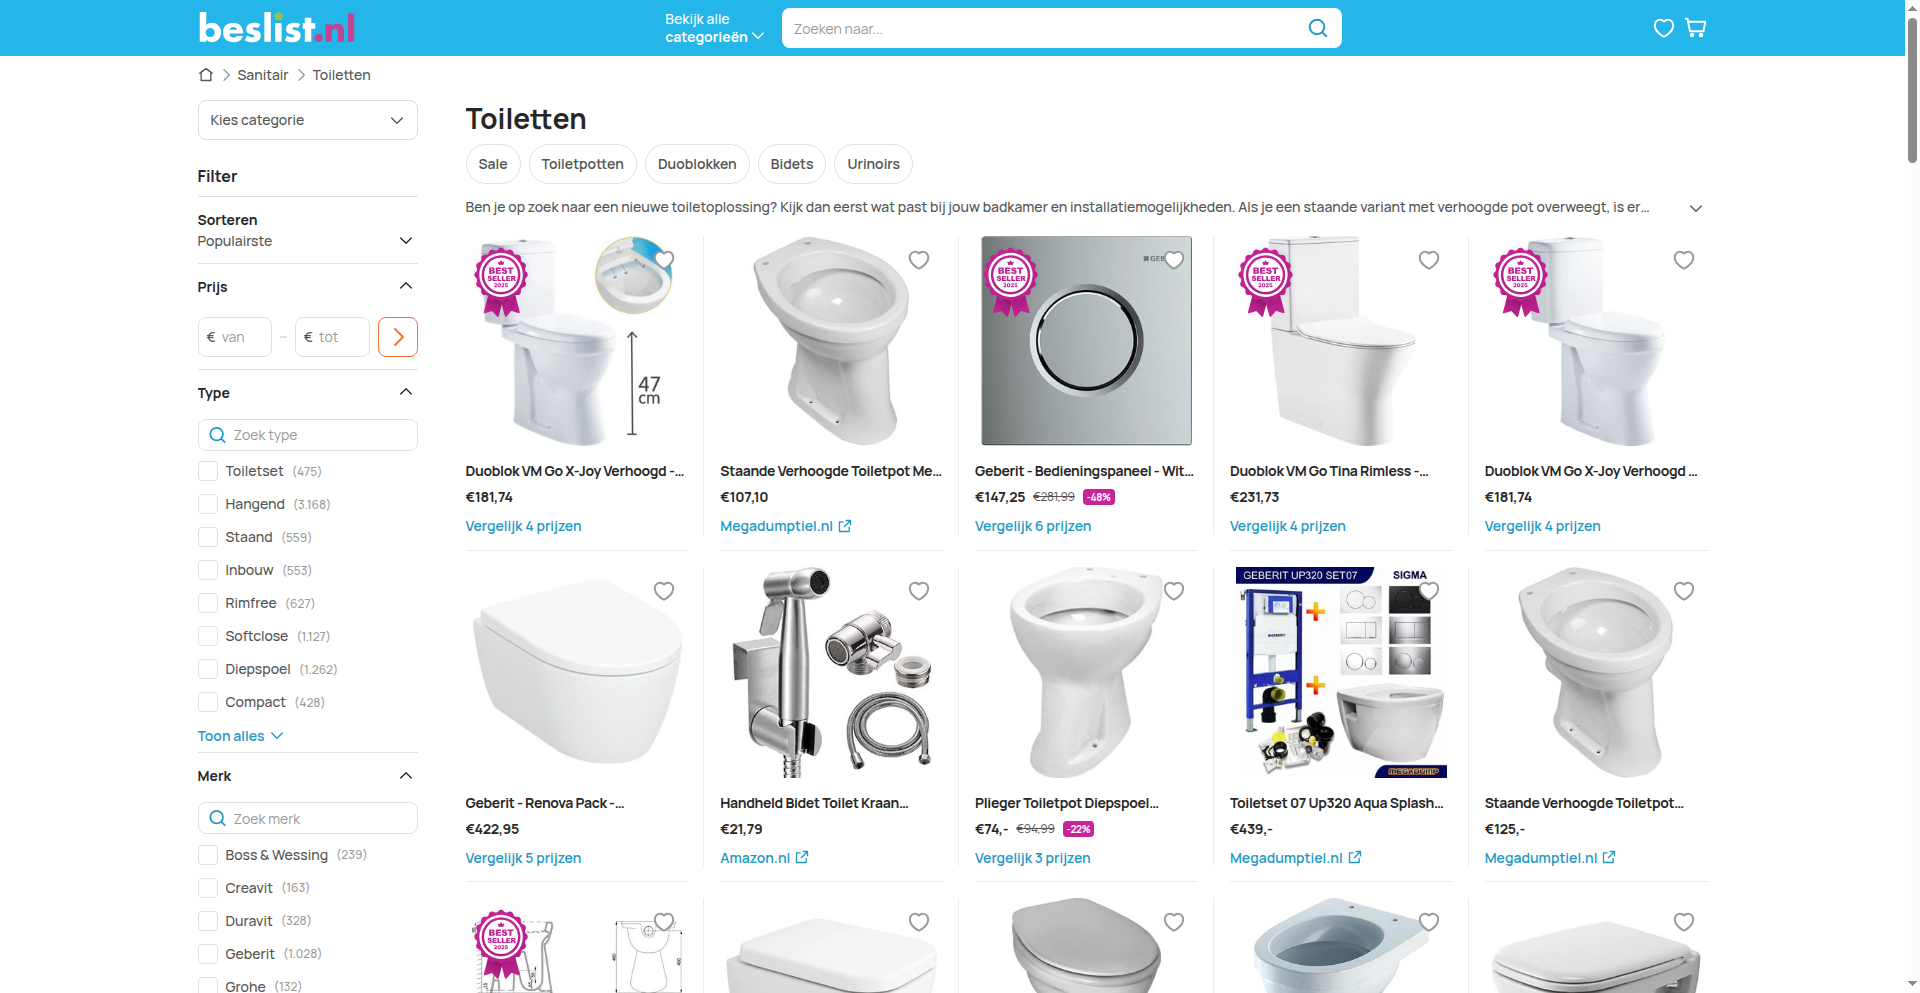 beslist.nl
Bekijk alle
categorieën
Zoeken naar...
Sanitair
Toiletten
Kies categorie
Filter
Sorteren
Populairste
Prijs
€ van
–
€ tot
Type
Zoek type
Toiletset (475)
Hangend (3.168)
Staand (559)
Inbouw (553)
Rimfree (627)
Softclose (1.127)
Diepspoel (1.262)
Compact (428)
Toon alles
Merk
Zoek merk
Boss & Wessing (239)
Creavit (163)
Duravit (328)
Geberit (1.028)
Grohe (132)
Toiletten
Sale
Toiletpotten
Duoblokken
Bidets
Urinoirs
Ben je op zoek naar een nieuwe toiletoplossing? Kijk dan eerst wat past bij jouw badkamer en installatiemogelijkheden. Als je een staande variant met verhoogde pot overweegt, is er...
BEST
SELLER
2025
47
cm
Duoblok VM Go X-Joy Verhoogd -...
€181,74
Vergelijk 4 prijzen
Staande Verhoogde Toiletpot Me...
€107,10
Megadumptiel.nl
BEST
SELLER
2025
Geberit - Bedieningspaneel - Wit...
€147,25 €281,99 -48%
Vergelijk 6 prijzen
BEST
SELLER
2025
Duoblok VM Go Tina Rimless -...
€231,73
Vergelijk 4 prijzen
BEST
SELLER
2025
Duoblok VM Go X-Joy Verhoogd ...
€181,74
Vergelijk 4 prijzen
Geberit - Renova Pack -...
€422,95
Vergelijk 5 prijzen
Handheld Bidet Toilet Kraan...
€21,79
Amazon.nl
Plieger Toiletpot Diepspoel...
€74,- €94,99 -22%
Vergelijk 3 prijzen
GEBERIT UP320 SET07
SIGMA
MEGADUMP
Toiletset 07 Up320 Aqua Splash...
€439,-
Megadumptiel.nl
Staande Verhoogde Toiletpot...
€125,-
Megadumptiel.nl
BEST
SELLER
2025